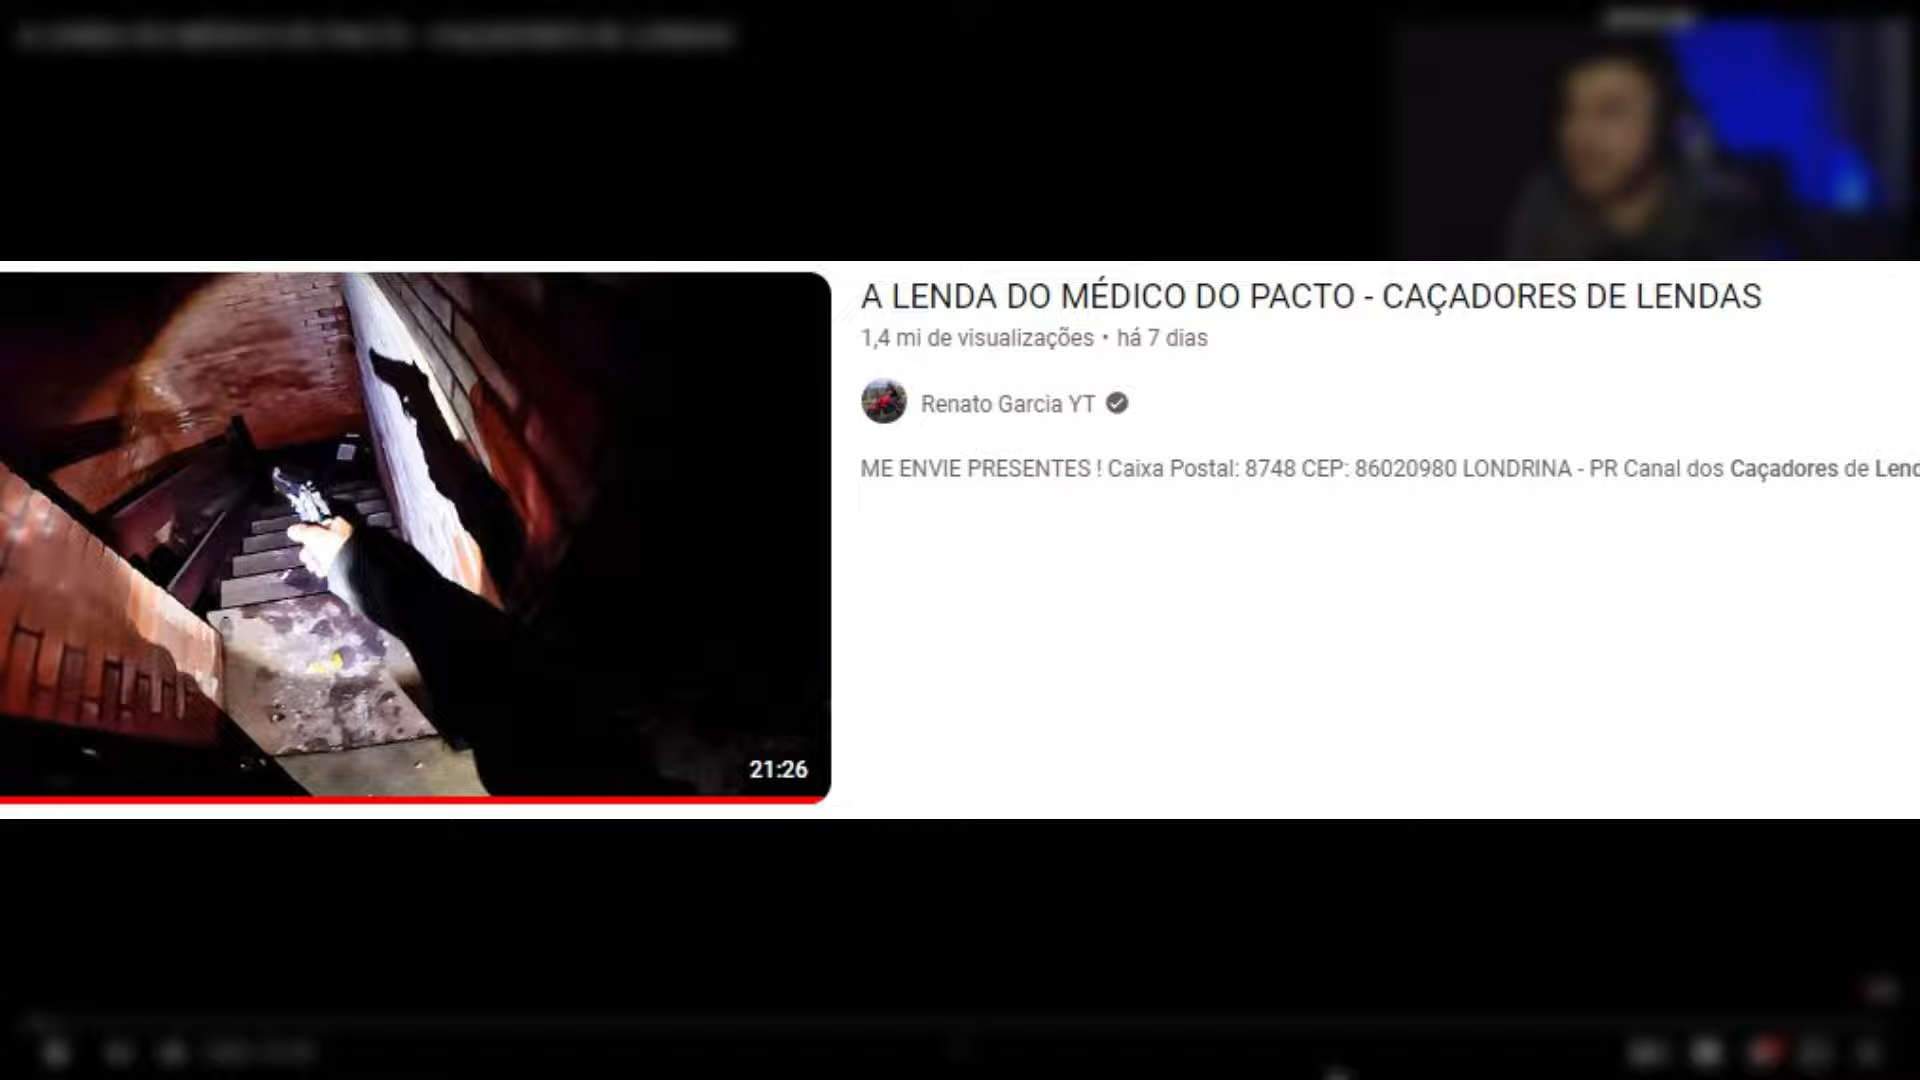 A LENDA DO MÉDICO DO PACTO - CAÇADORES DE LENDAS
1,4 mi de visualizações • há 7 dias
Renato Garcia YT
ME ENVIE PRESENTES ! Caixa Postal: 8748 CEP: 86020980 LONDRINA - PR Canal dos Caçadores de Lend
21:26